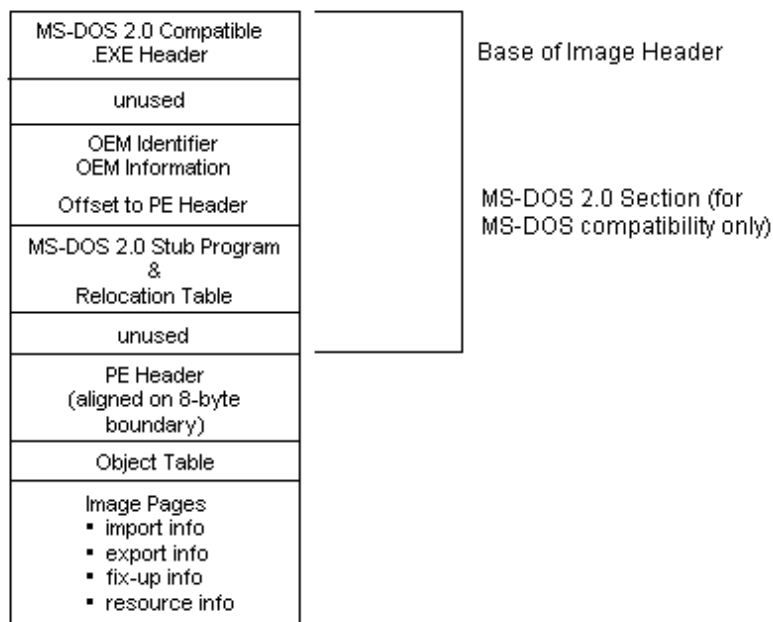 MS-DOS 2.0 Compatible
.EXE Header
unused
OEM Identifier
OEM Information
Offset to PE Header
MS-DOS 2.0 Stub Program
&
Relocation Table
unused
PE Header
(aligned on 8-byte
boundary)
Object Table
Image Pages
▪ import info
▪ export info
▪ fix-up info
▪ resource info
Base of Image Header
MS-DOS 2.0 Section (for
MS-DOS compatibility only)